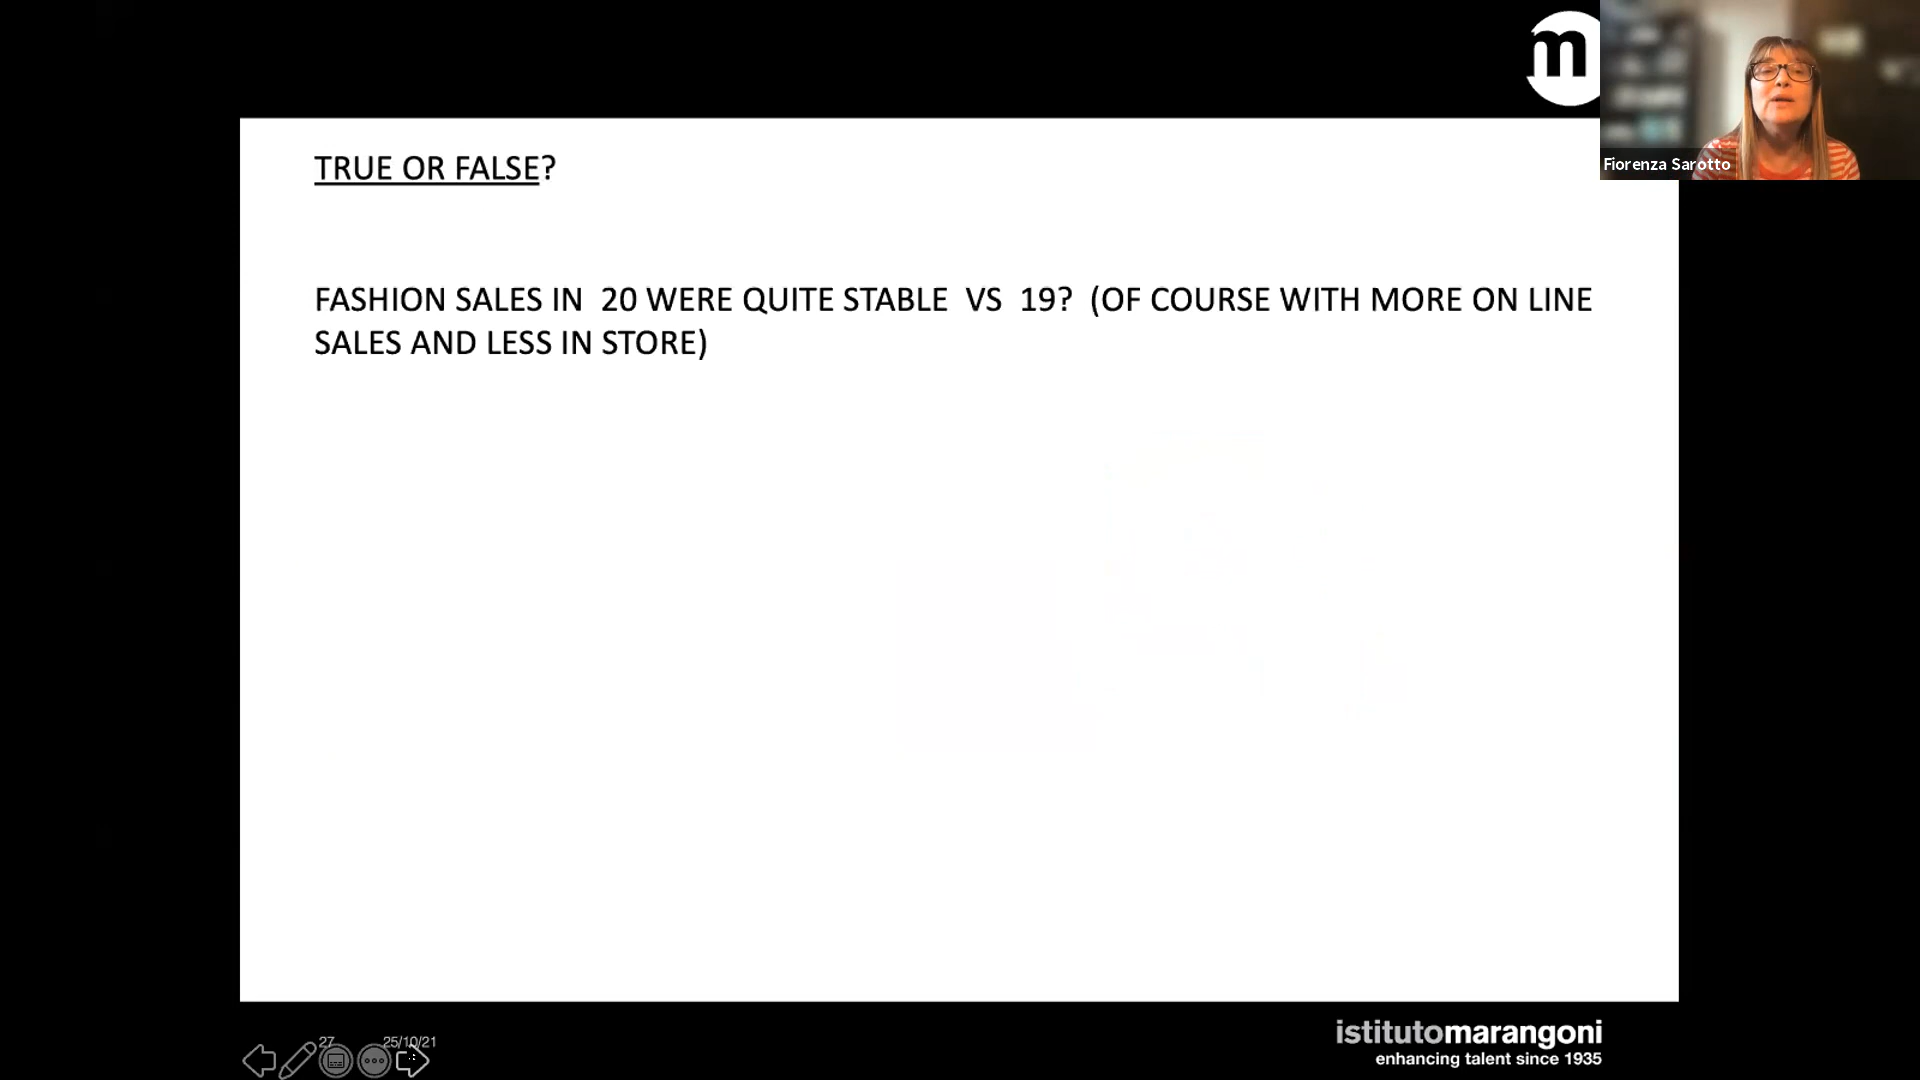 m
Fiorenza Sarotto
TRUE OR FALSE?
FASHION SALES IN 20 WERE QUITE STABLE VS 19? (OF COURSE WITH MORE ON LINE
SALES AND LESS IN STORE)
27
25/10/21
istitutomarangoni
enhancing talent since 1935